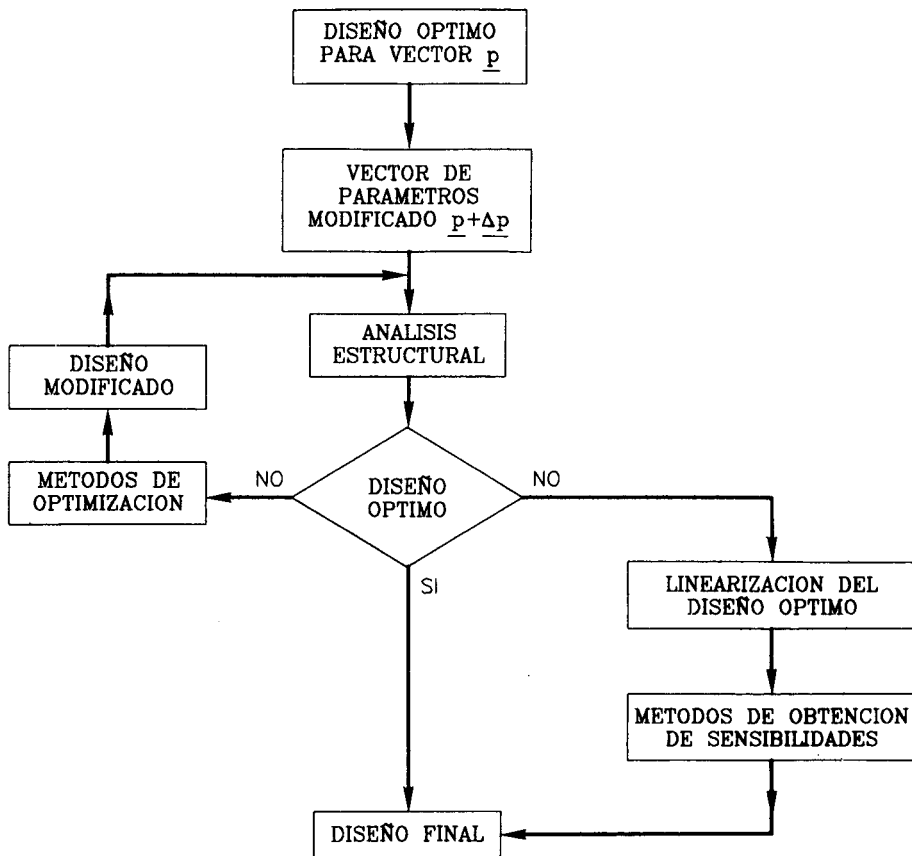 DISEÑO OPTIMO
PARA VECTOR p
VECTOR DE
PARAMETROS
MODIFICADO p+Δp
ANALISIS
ESTRUCTURAL
DISEÑO
MODIFICADO
METODOS DE
OPTIMIZACION
NO
DISEÑO
OPTIMO
NO
SI
LINEARIZACION DEL
DISEÑO OPTIMO
METODOS DE OBTENCION
DE SENSIBILIDADES
DISEÑO FINAL